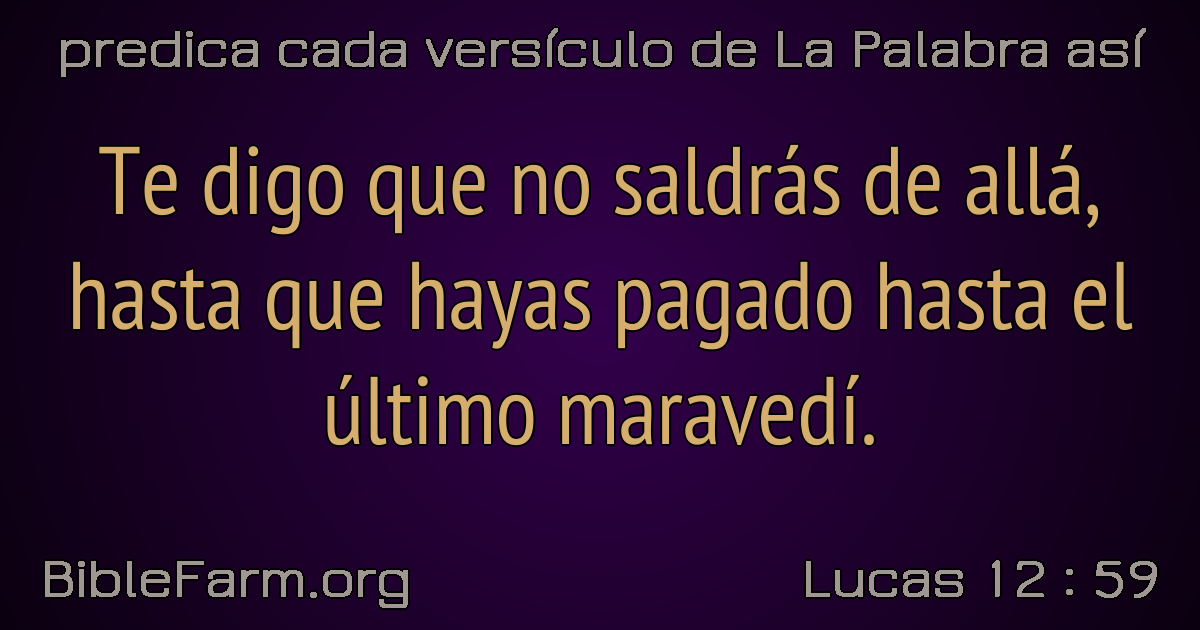 predica cada versículo de La Palabra así
Te digo que no saldrás de allá,
hasta que hayas pagado hasta el
último maravedí.
BibleFarm.org
Lucas 12 : 59